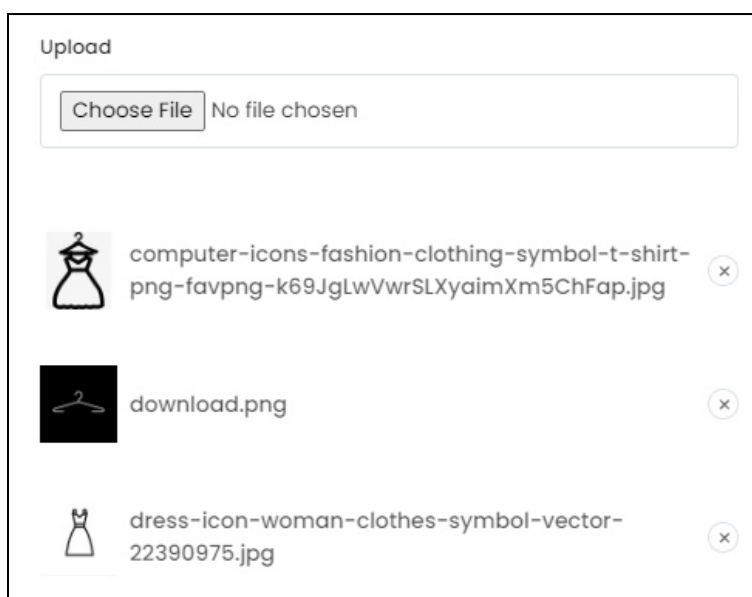 Upload
Choose File No file chosen
computer-icons-fashion-clothing-symbol-t-shirt-
png-favpng-k69JgLwVwrSLXyaimXm5ChFap.jpg
download.png
dress-icon-woman-clothes-symbol-vector-
22390975.jpg